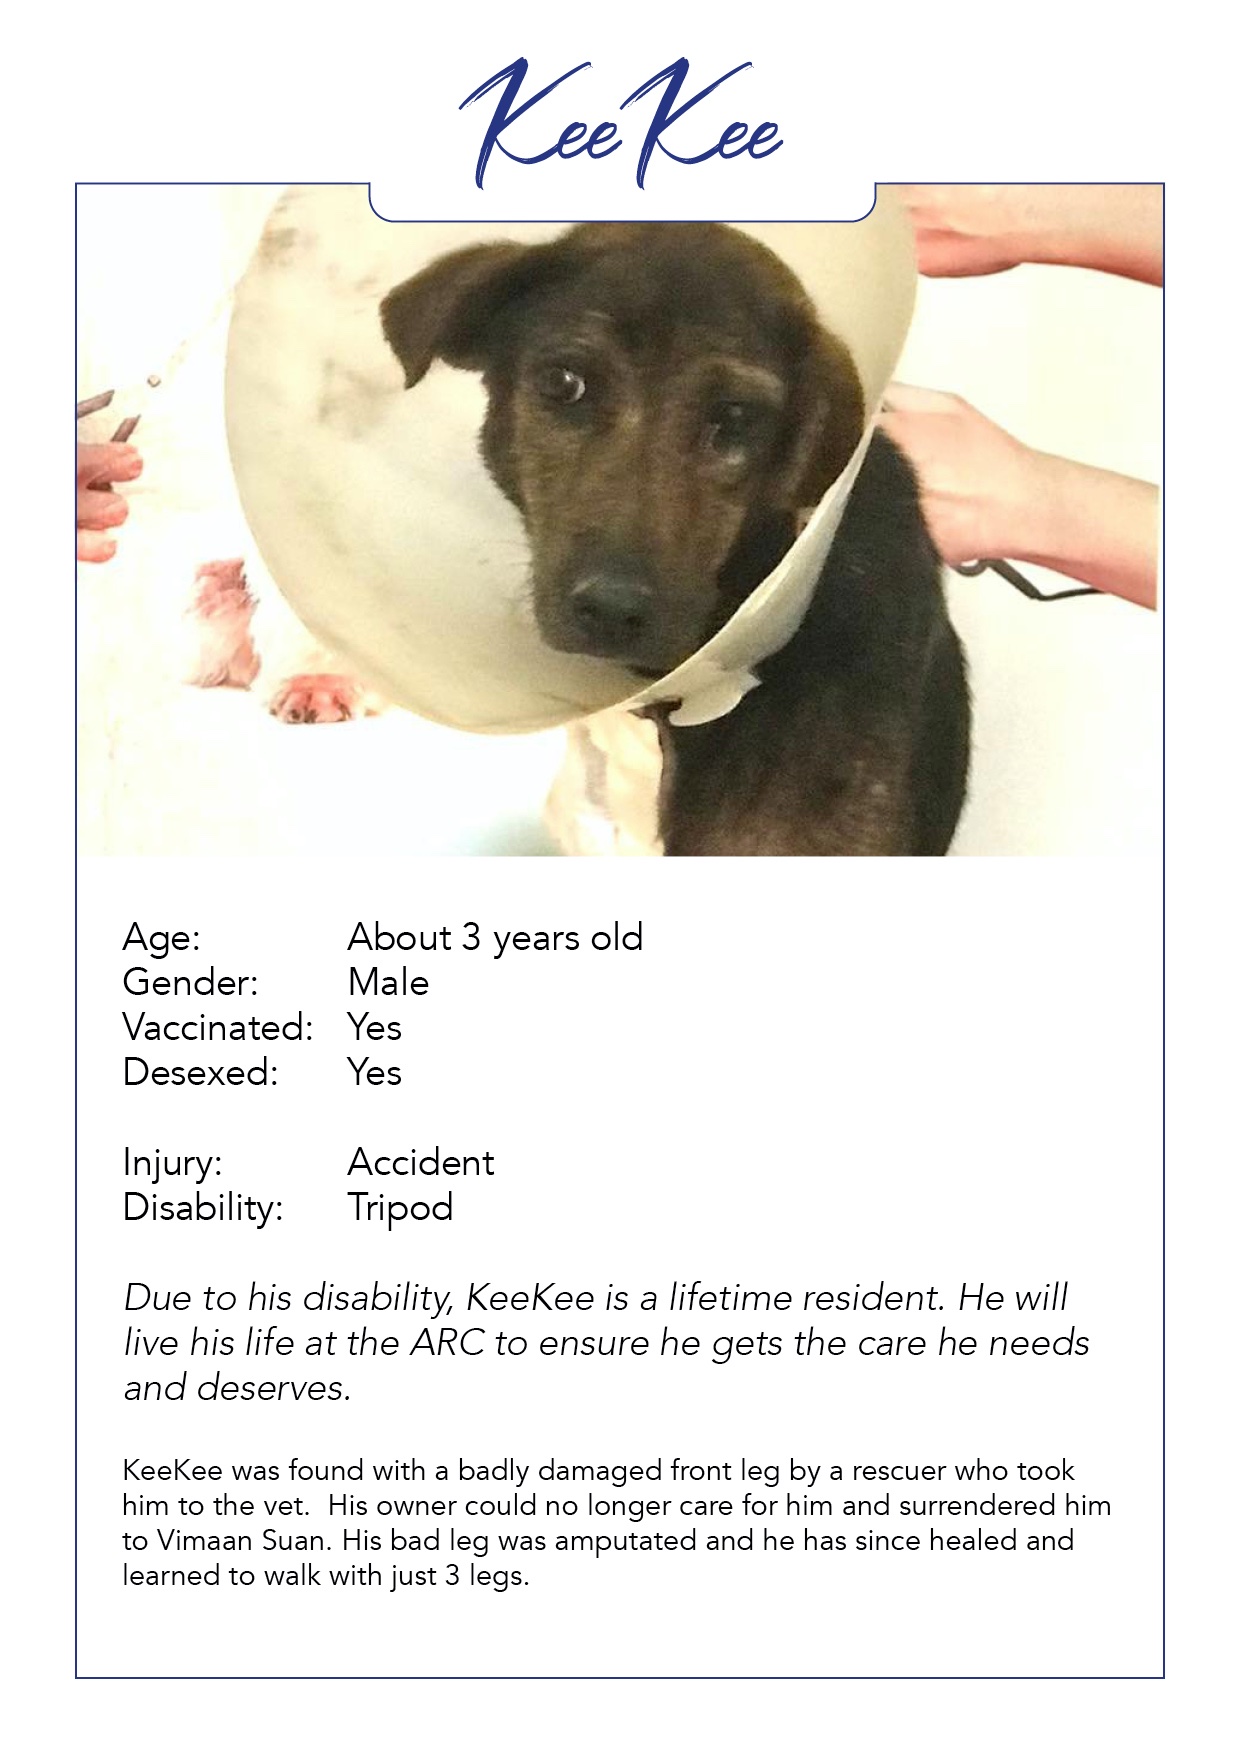 KeeKee
Age: About 3 years old
Gender: Male
Vaccinated: Yes
Desexed: Yes
Injury: Accident
Disability: Tripod
Due to his disability, KeeKee is a lifetime resident. He will
live his life at the ARC to ensure he gets the care he needs
and deserves.
KeeKee was found with a badly damaged front leg by a rescuer who took
him to the vet.  His owner could no longer care for him and surrendered him
to Vimaan Suan. His bad leg was amputated and he has since healed and
learned to walk with just 3 legs.